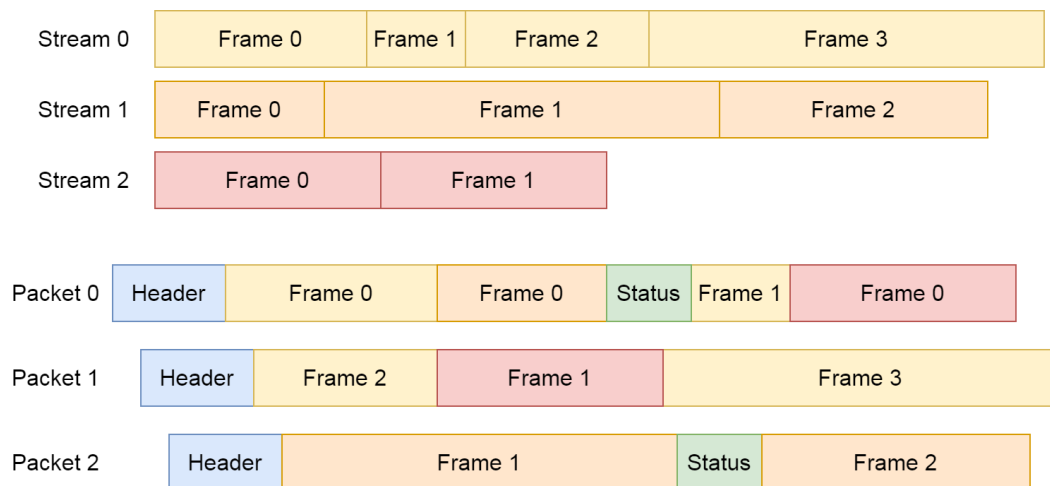 Stream 0 Frame 0 Frame 1 Frame 2 Frame 3
Stream 1 Frame 0 Frame 1 Frame 2
Stream 2 Frame 0 Frame 1
Packet 0 Header Frame 0 Frame 0 Status Frame 1 Frame 0
Packet 1 Header Frame 2 Frame 1 Frame 3
Packet 2 Header Frame 1 Status Frame 2